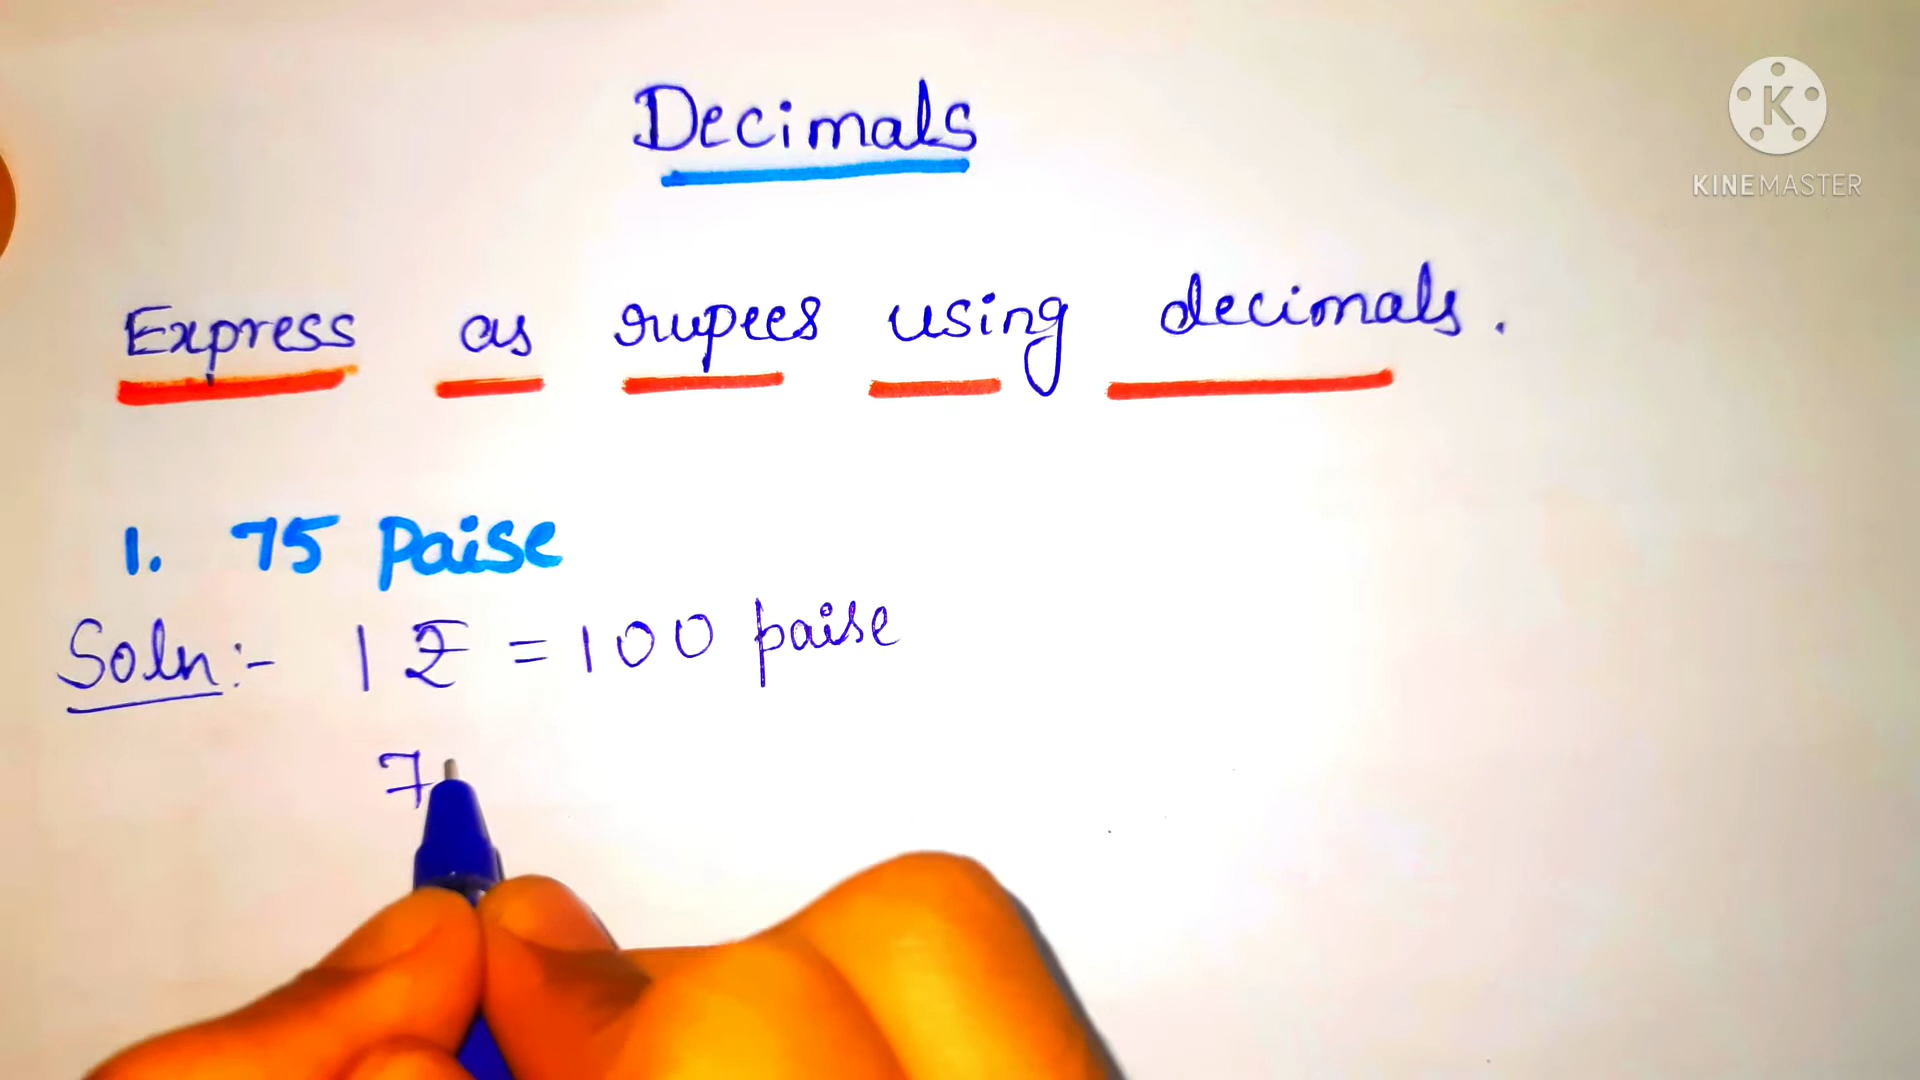 Decimals
K
KINEMASTER
Express as rupees using decimals.
1. 75 Paise
Soln:- 1 ₹ = 100 paise
7